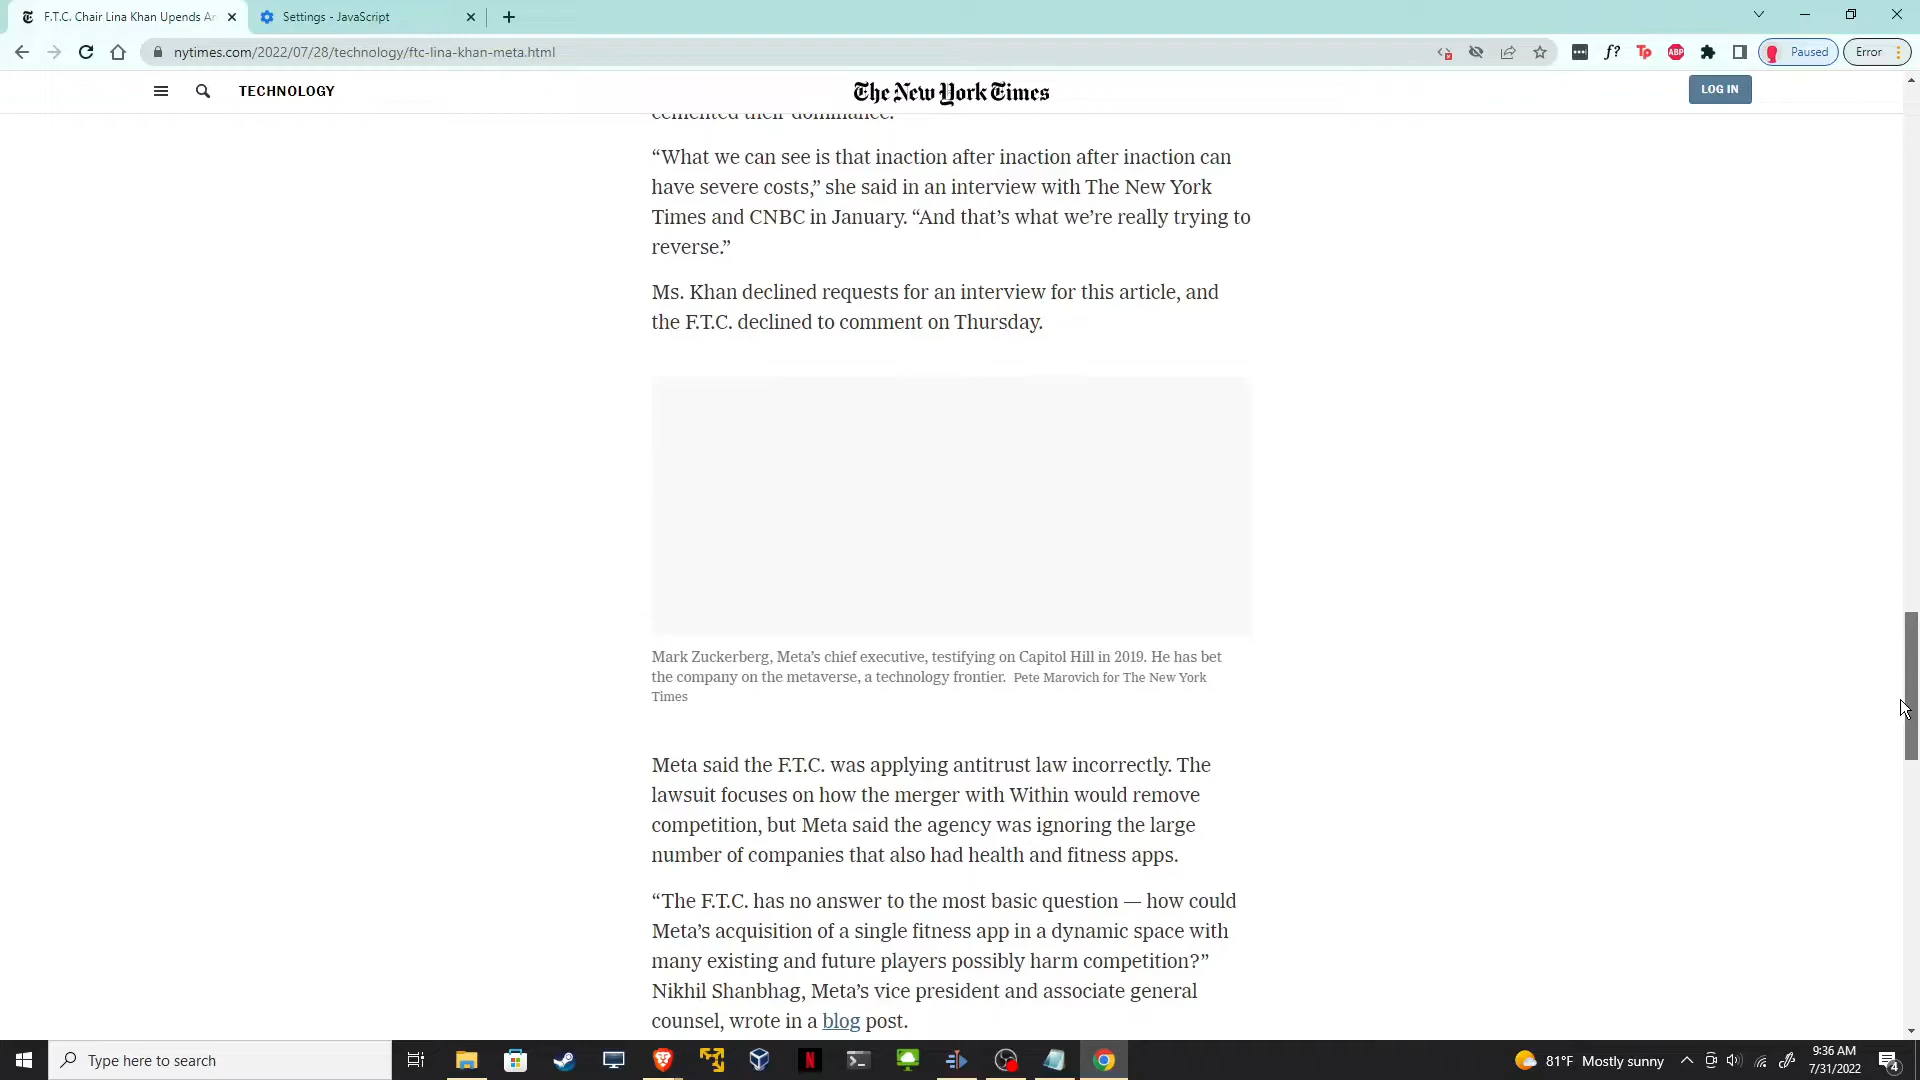 F.T.C. Chair Lina Khan Upends An
Settings - JavaScript
nytimes.com/2022/07/28/technology/ftc-lina-khan-meta.html
f?
Tp
ABP
Paused
Error
TECHNOLOGY
The New York Times
LOG IN
cemented their dominance.
“What we can see is that inaction after inaction after inaction can
have severe costs,” she said in an interview with The New York
Times and CNBC in January. “And that’s what we’re really trying to
reverse.”
Ms. Khan declined requests for an interview for this article, and
the F.T.C. declined to comment on Thursday.
Mark Zuckerberg, Meta’s chief executive, testifying on Capitol Hill in 2019. He has bet
the company on the metaverse, a technology frontier. Pete Marovich for The New York
Times
Meta said the F.T.C. was applying antitrust law incorrectly. The
lawsuit focuses on how the merger with Within would remove
competition, but Meta said the agency was ignoring the large
number of companies that also had health and fitness apps.
“The F.T.C. has no answer to the most basic question — how could
Meta’s acquisition of a single fitness app in a dynamic space with
many existing and future players possibly harm competition?”
Nikhil Shanbhag, Meta’s vice president and associate general
counsel, wrote in a blog post.
Type here to search
N
81°F Mostly sunny
9:36 AM
7/31/2022
4